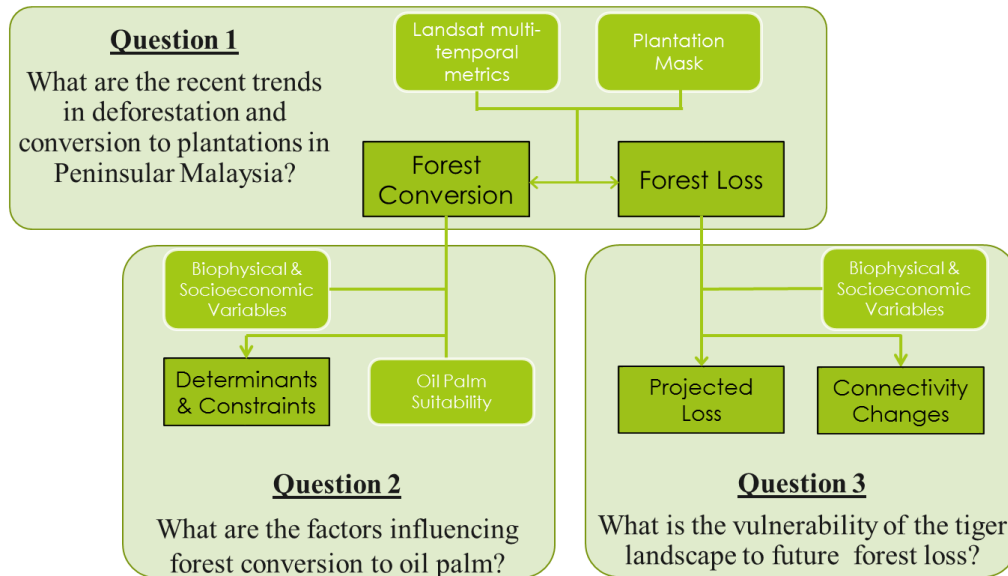 Question 1
What are the recent trends
in deforestation and
conversion to plantations in
Peninsular Malaysia?
Landsat multi-
temporal
metrics
Plantation
Mask
Forest
Conversion
Forest Loss
Biophysical &
Socioeconomic
Variables
Determinants
& Constraints
Oil Palm
Suitability
Question 2
What are the factors influencing
forest conversion to oil palm?
Biophysical &
Socioeconomic
Variables
Projected
Loss
Connectivity
Changes
Question 3
What is the vulnerability of the tiger
landscape to future forest loss?